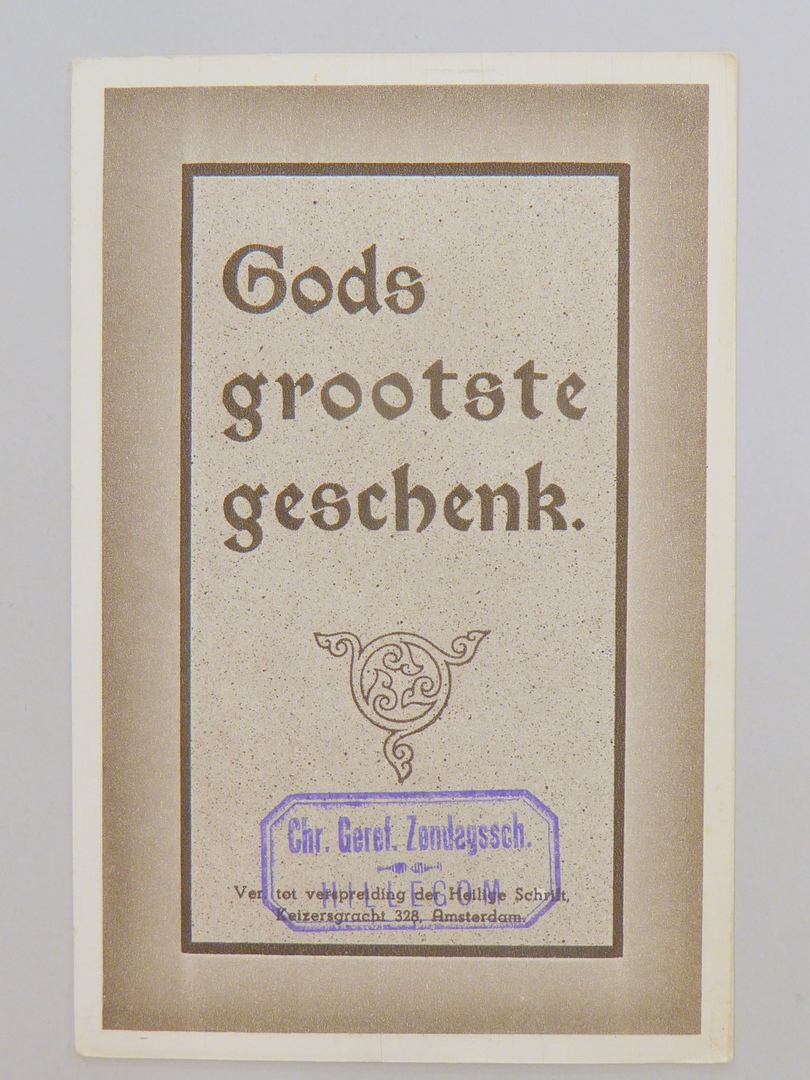 Gods
grootste
geschenk.
Chr. Geref. Zondagssch.
HILLEGOM
Ver. tot verspreiding der Heilige Schrift,
Keizersgracht 328, Amsterdam.